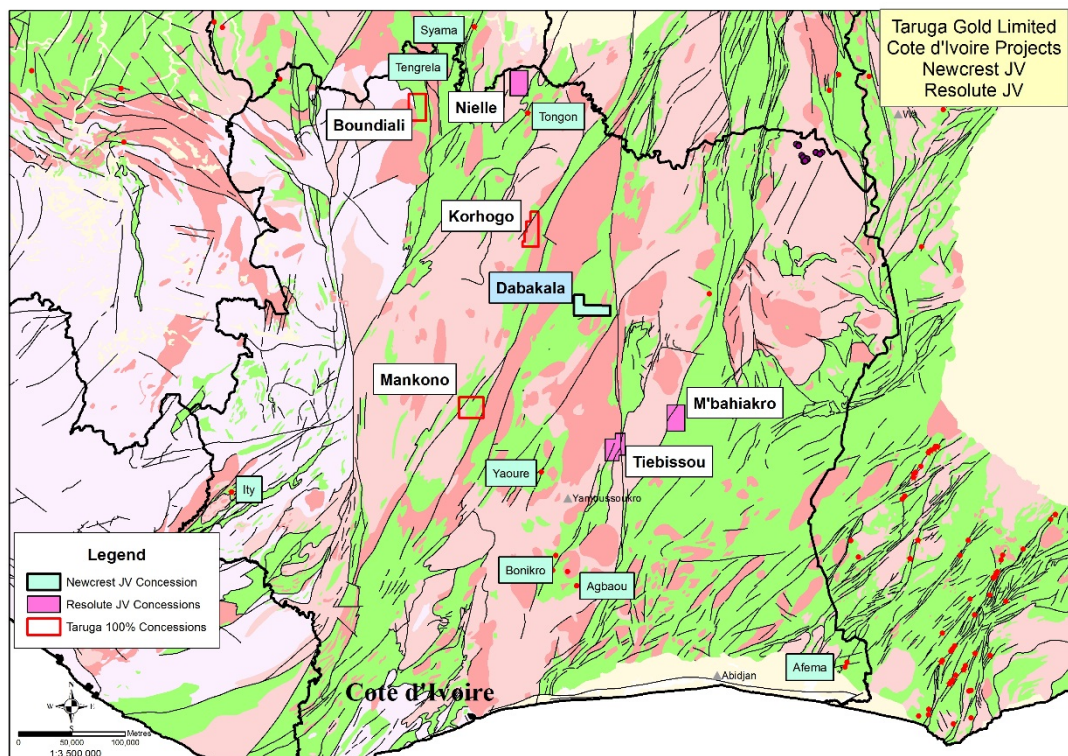 Taruga Gold Limited
Cote d'Ivoire Projects
Newcrest JV
Resolute JV
Syama
Tengrela
Nielle
Boundiali
Tongon
Wa
Korhogo
Dabakala
Mankono
M'bahiakro
Tiebissou
Yaoure
Yamoussoukro
Ity
Legend
Newcrest JV Concession
Resolute JV Concessions
Taruga 100% Concessions
Bonikro
Agbaou
Afema
Abidjan
Cote d'Ivoire
N
W E
S
Metres
0 50,000 100,000
1:3 500,000